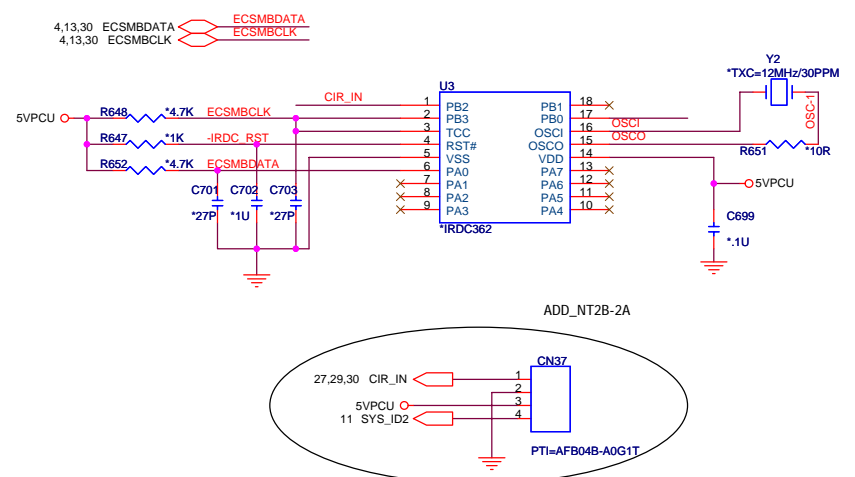 4,13,30 ECSMBDATA ECSMBDATA
4,13,30 ECSMBCLK ECSMBCLK
Y2
*TXC=12MHz/30PPM
U3
CIR_IN 1 PB2 PB1 18
5VPCU R648 *4.7K ECSMBCLK 2 PB3 PB0 17
3 TCC OSCI 16 OSCI
OSC-1
R647 *1K -IRDC_RST 4 RST# OSCO 15 OSCO
R651 *10R
5 VSS VDD 14
R652 *4.7K ECSMBDATA 6 PA0 PA7 13
7 PA1 PA6 12 5VPCU
8 PA2 PA5 11
9 PA3 PA4 10
C701 C702 C703
*27P *1U *27P
*IRDC362
C699
*.1U
ADD_NT2B-2A
CN37
27,29,30 CIR_IN 1
2
5VPCU 3
11 SYS_ID2 4
PTI=AFB04B-A0G1T